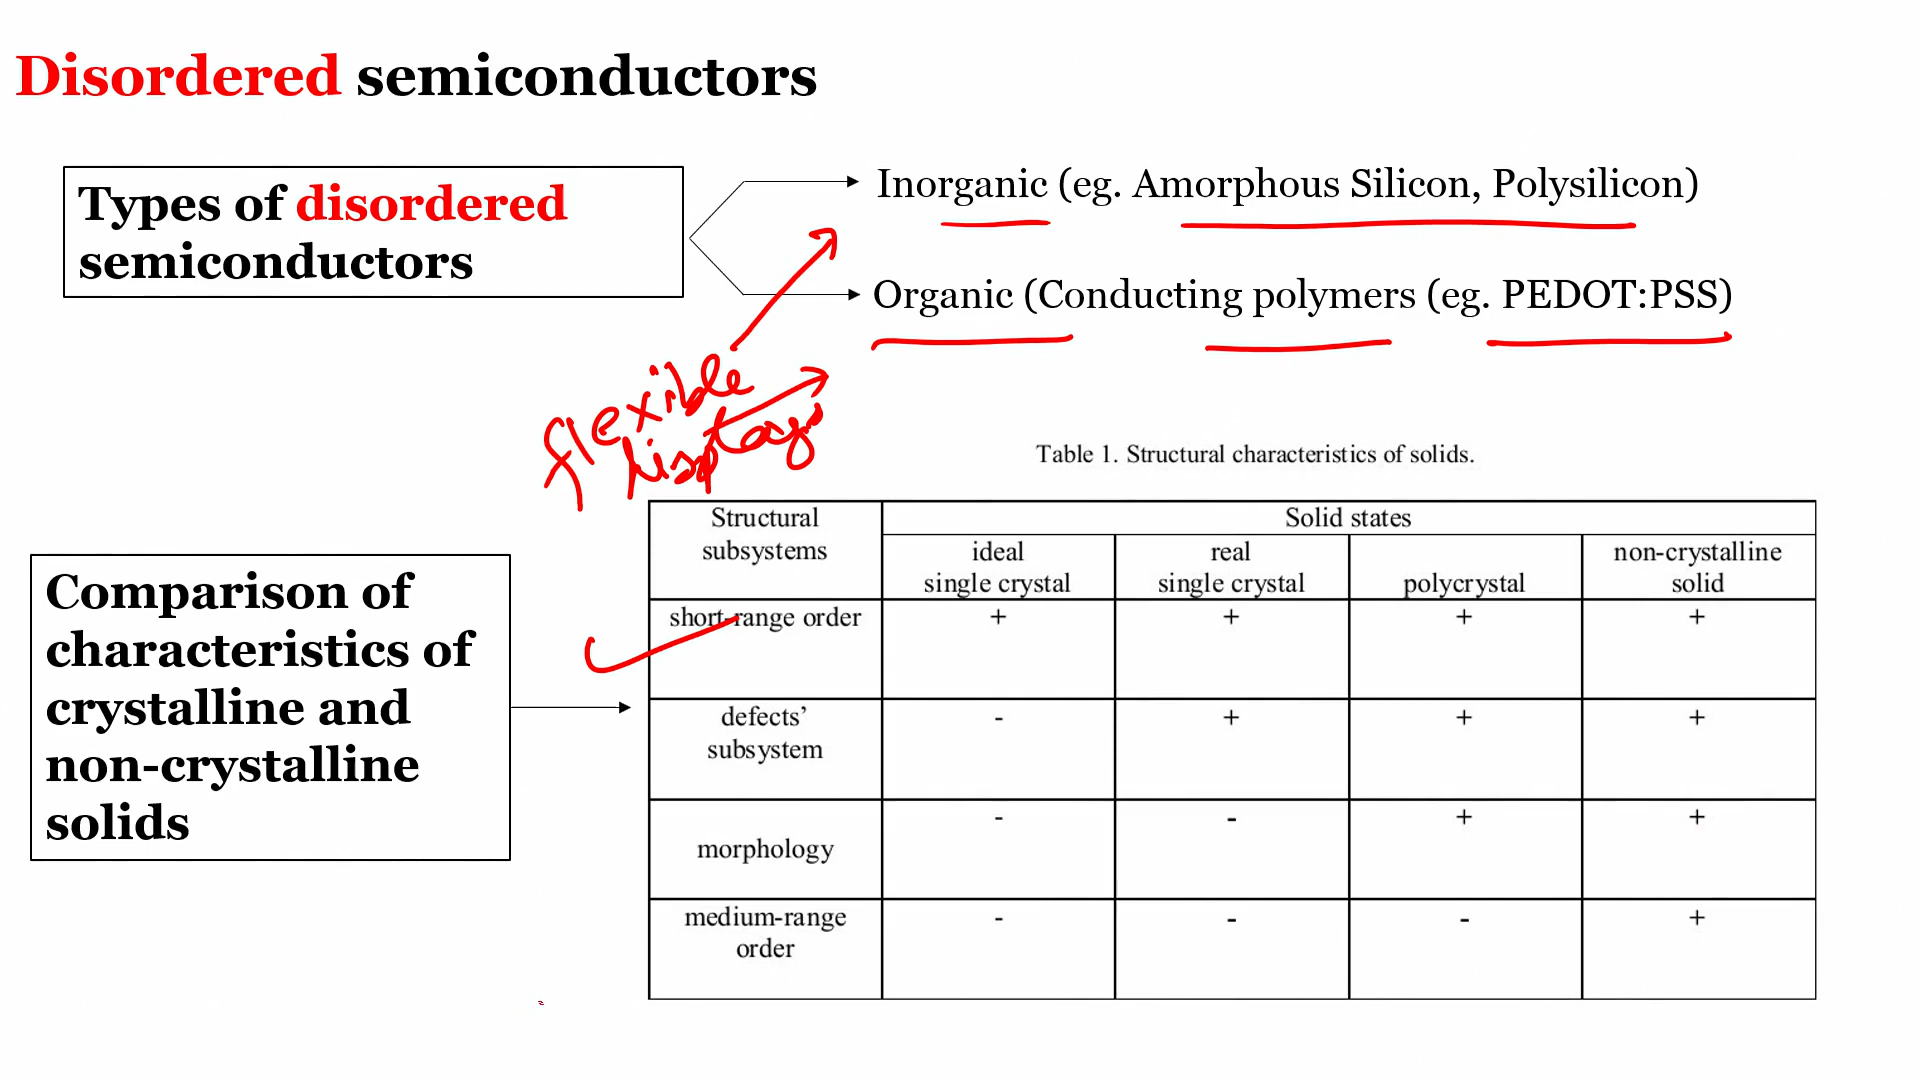 Disordered semiconductors
Types of disordered
semiconductors
Inorganic (eg. Amorphous Silicon, Polysilicon)
Organic (Conducting polymers (eg. PEDOT:PSS)
flexible
Table 1. Structural characteristics of solids.
Comparison of
characteristics of
crystalline and
non-crystalline
solids
Structural
subsystems
Solid states
ideal
single crystal
real
single crystal
polycrystal
non-crystalline
solid
short-range order + + + +
defects’
subsystem
- + + +
morphology
- - + +
medium-range
order
- - - +